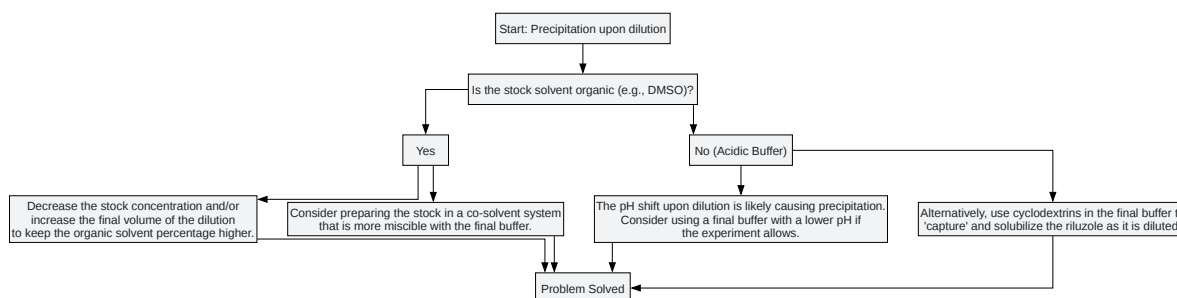 Start: Precipitation upon dilution
Is the stock solvent organic (e.g., DMSO)?
Yes
No (Acidic Buffer)
Decrease the stock concentration and/or
increase the final volume of the dilution
to keep the organic solvent percentage higher.
Consider preparing the stock in a co-solvent system
that is more miscible with the final buffer.
The pH shift upon dilution is likely causing precipitation.
Consider using a final buffer with a lower pH if
the experiment allows.
Alternatively, use cyclodextrins in the final buffer t
'capture' and solubilize the riluzole as it is diluted
Problem Solved